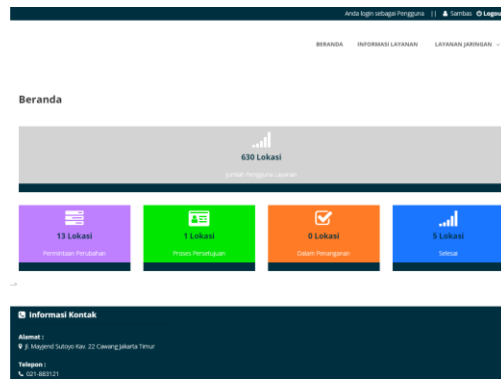 Anda login sebagai Pengguna || Sambas Logout
BERANDA INFORMASI LAYANAN LAYANAN JARINGAN
Beranda
630 Lokasi
Jumlah Pengguna Layanan
13 Lokasi
Permintaan Perubahan
1 Lokasi
Proses Persetujuan
0 Lokasi
Dalam Penanganan
5 Lokasi
Selesai
-->
Informasi Kontak
Alamat :
Jl. Mayjend Sutoyo Kav. 22 Cawang Jakarta Timur
Telepon :
021-883121